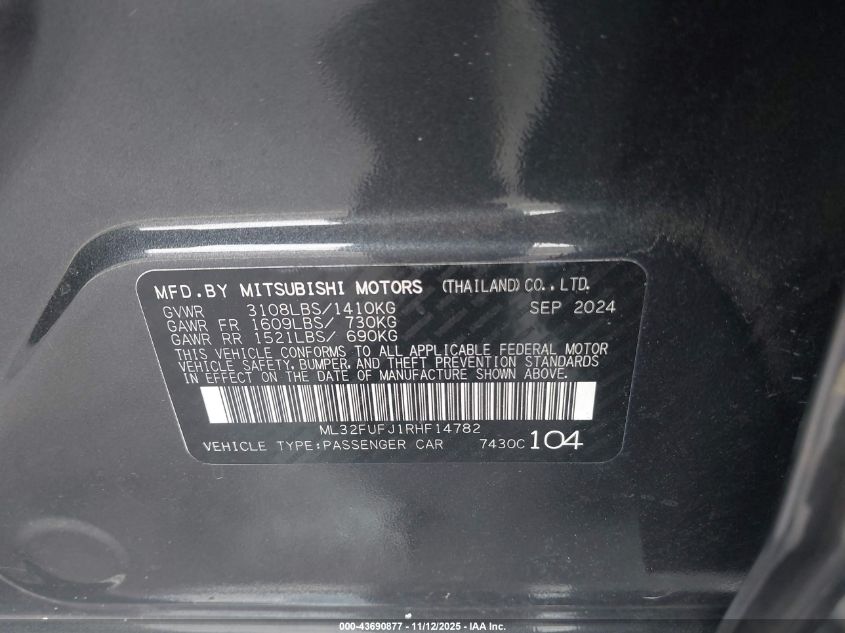 MFD.BY MITSUBISHI MOTORS (THAILAND)CO.,LTD.
GVWR 3108LBS/1410KG SEP 2024
GAWR FR 1609LBS/ 730KG
GAWR RR 1521LBS/ 690KG
THIS VEHICLE CONFORMS TO ALL APPLICABLE FEDERAL MOTOR
VEHICLE SAFETY, BUMPER, AND THEFT PREVENTION STANDARDS
IN EFFECT ON THE DATE OF MANUFACTURE SHOWN ABOVE.
ML32FUFJ1RHF14782
VEHICLE TYPE:PASSENGER CAR 7430C 104
000-43690877 - 11/12/2025 - IAA Inc.